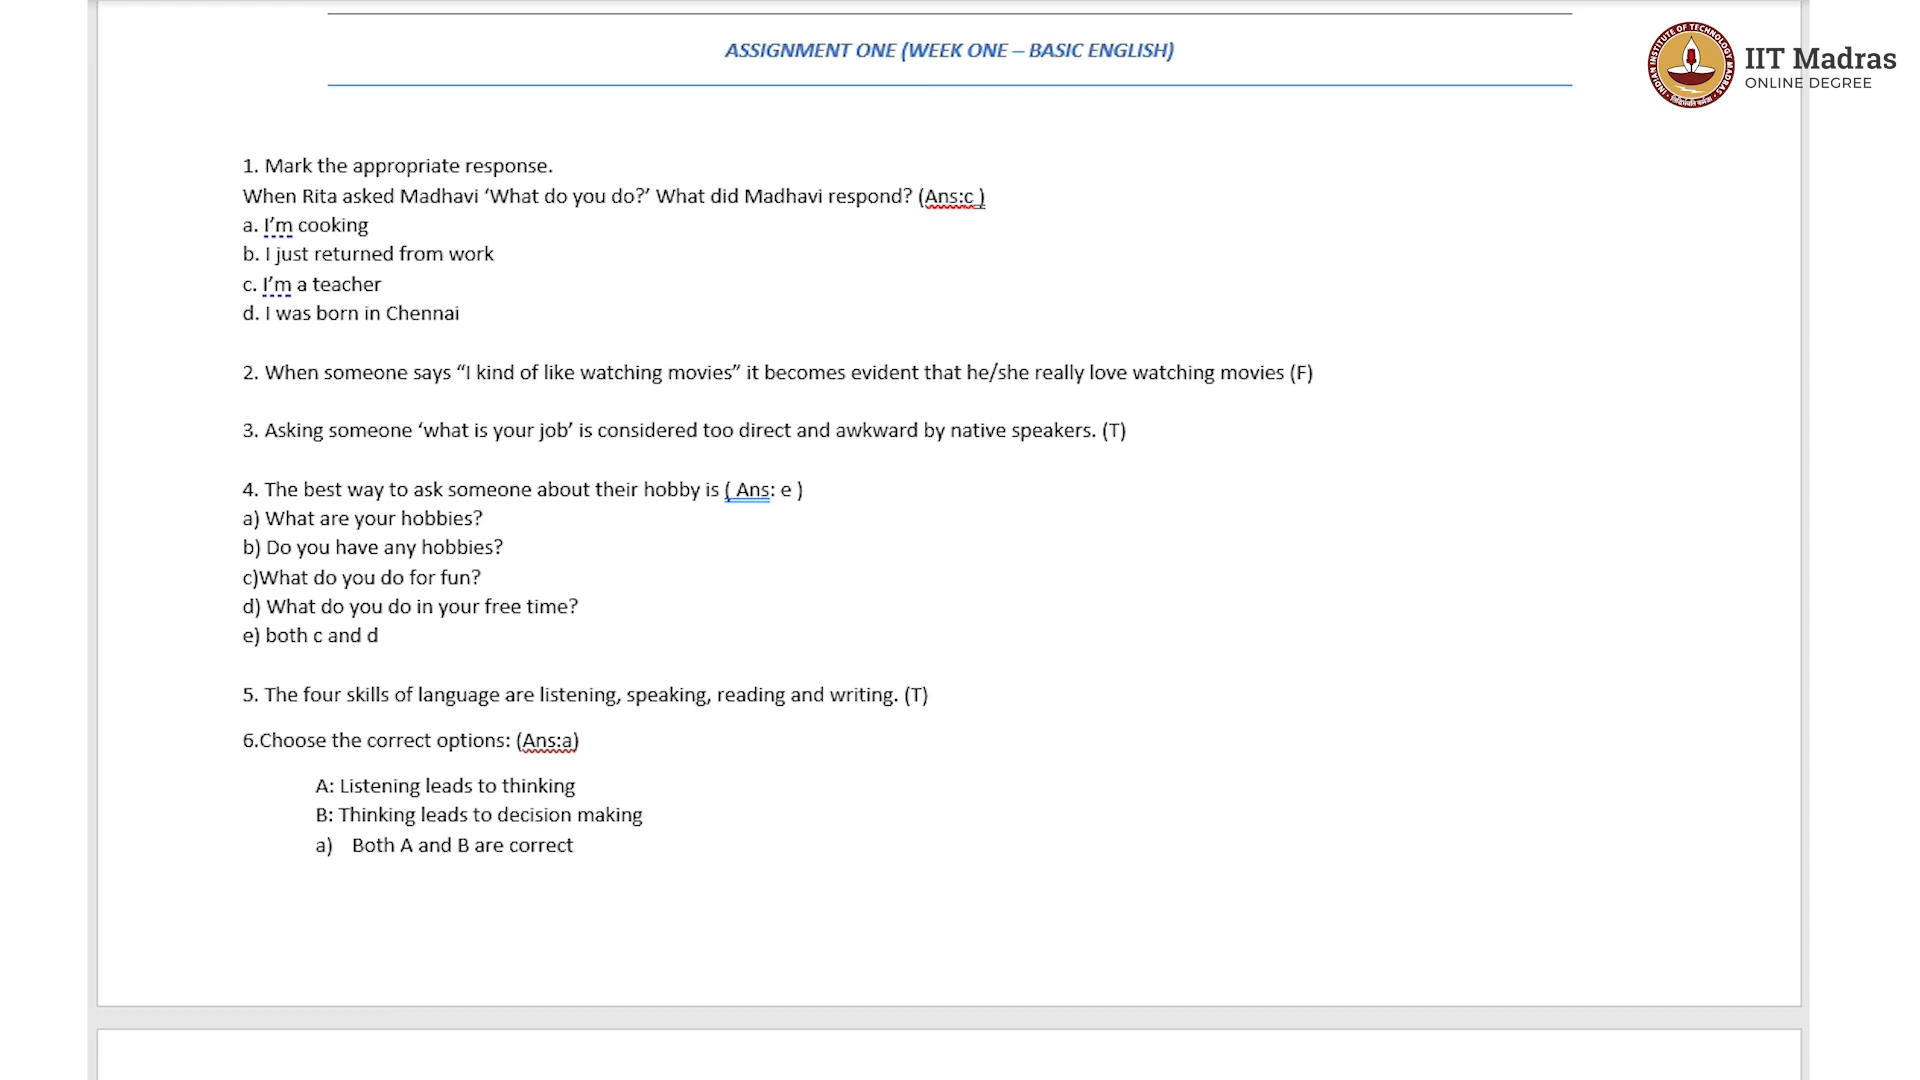 ASSIGNMENT ONE (WEEK ONE – BASIC ENGLISH)
IIT Madras
ONLINE DEGREE
1. Mark the appropriate response.
When Rita asked Madhavi ‘What do you do?’ What did Madhavi respond? (Ans:c )
a. I’m cooking
b. I just returned from work
c. I’m a teacher
d. I was born in Chennai
2. When someone says “I kind of like watching movies” it becomes evident that he/she really love watching movies (F)
3. Asking someone ‘what is your job’ is considered too direct and awkward by native speakers. (T)
4. The best way to ask someone about their hobby is ( Ans: e )
a) What are your hobbies?
b) Do you have any hobbies?
c)What do you do for fun?
d) What do you do in your free time?
e) both c and d
5. The four skills of language are listening, speaking, reading and writing. (T)
6.Choose the correct options: (Ans:a)
A: Listening leads to thinking
B: Thinking leads to decision making
a) Both A and B are correct